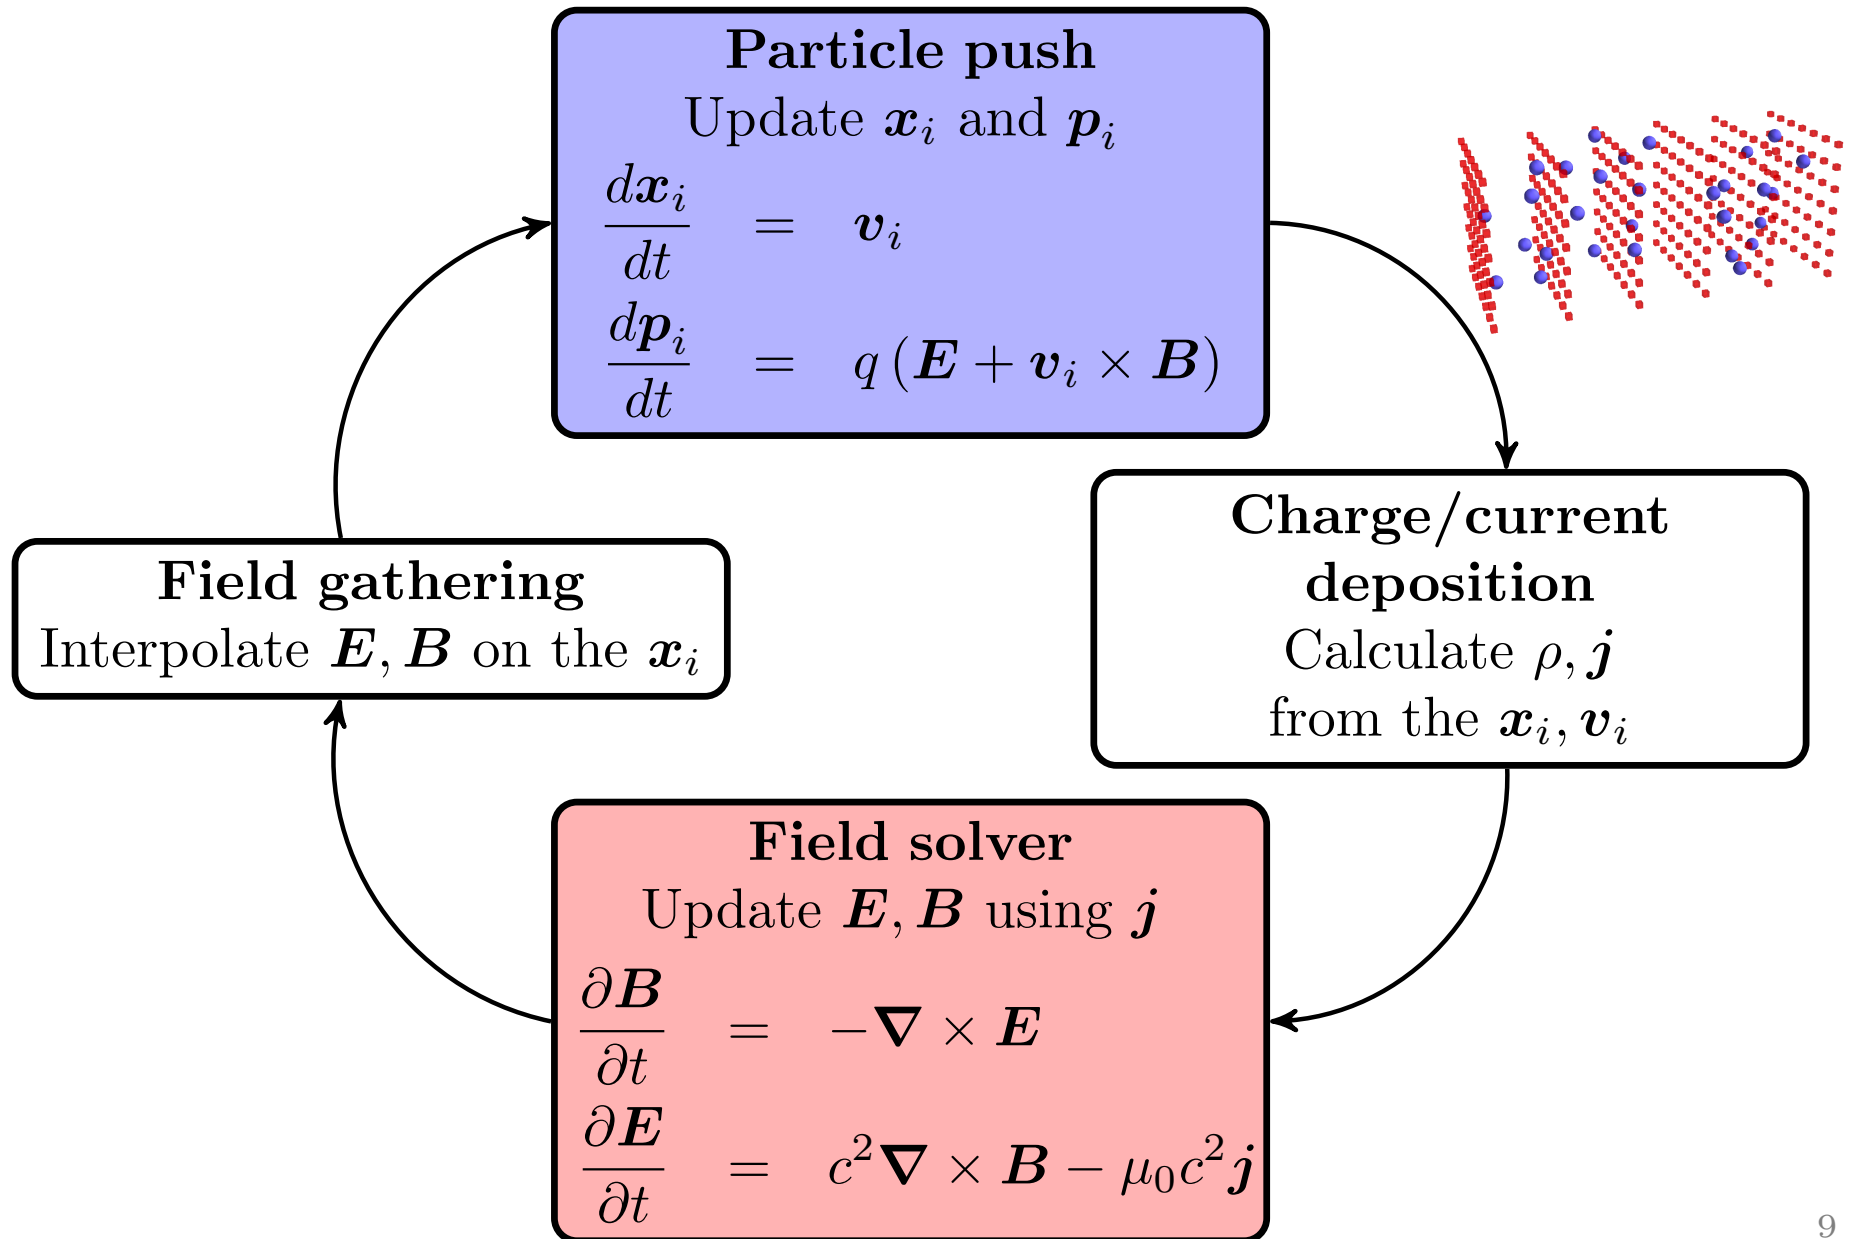 Particle push
Update 𝒙ᵢ and 𝒑ᵢ
d𝒙ᵢ/dt = 𝒗ᵢ
d𝒑ᵢ/dt = q (𝑬 + 𝒗ᵢ × 𝑩)
Charge/current
deposition
Calculate ρ, 𝒋
from the 𝒙ᵢ, 𝒗ᵢ
Field solver
Update 𝑬, 𝑩 using 𝒋
∂𝑩/∂t = −𝛁 × 𝑬
∂𝑬/∂t = c²𝛁 × 𝑩 − μ₀c²𝒋
Field gathering
Interpolate 𝑬, 𝑩 on the 𝒙ᵢ
9